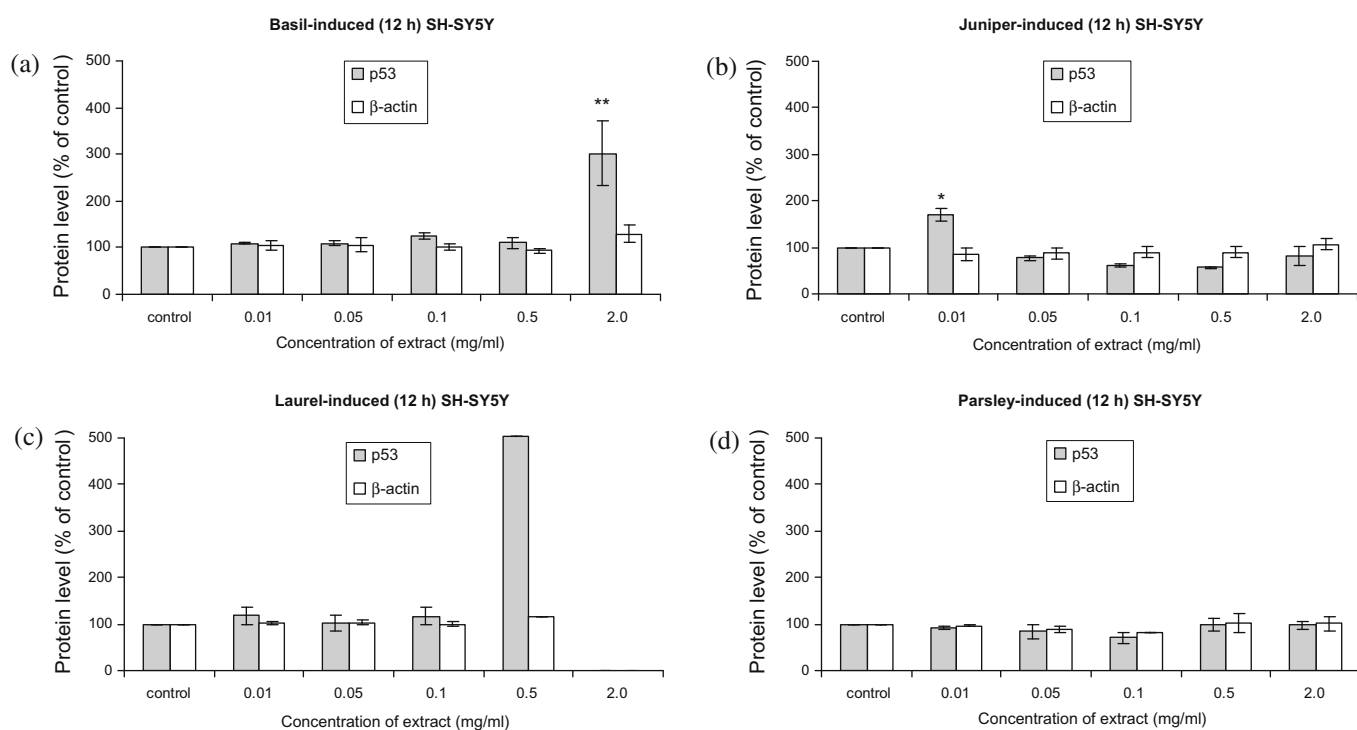 Basil-induced (12 h) SH-SY5Y
(a)
Protein level (% of control)
500
400
300
200
100
0
p53
β-actin
**
control 0.01 0.05 0.1 0.5 2.0
Concentration of extract (mg/ml)
Juniper-induced (12 h) SH-SY5Y
(b)
Protein level (% of control)
500
400
300
200
100
0
p53
β-actin
*
control 0.01 0.05 0.1 0.5 2.0
Concentration of extract (mg/ml)
Laurel-induced (12 h) SH-SY5Y
(c)
Protein level (% of control)
500
400
300
200
100
0
p53
β-actin
control 0.01 0.05 0.1 0.5 2.0
Concentration of extract (mg/ml)
Parsley-induced (12 h) SH-SY5Y
(d)
Protein level (% of control)
500
400
300
200
100
0
p53
β-actin
control 0.01 0.05 0.1 0.5 2.0
Concentration of extract (mg/ml)